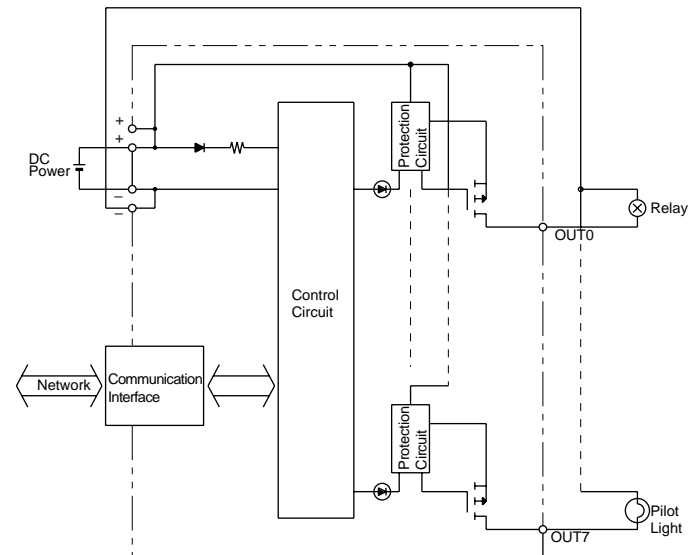 +
+
DC
Power
−
−
Protection
Circuit
Relay
OUT0
Control
Circuit
Network
Communication
Interface
Protection
Circuit
Pilot
Light
OUT7